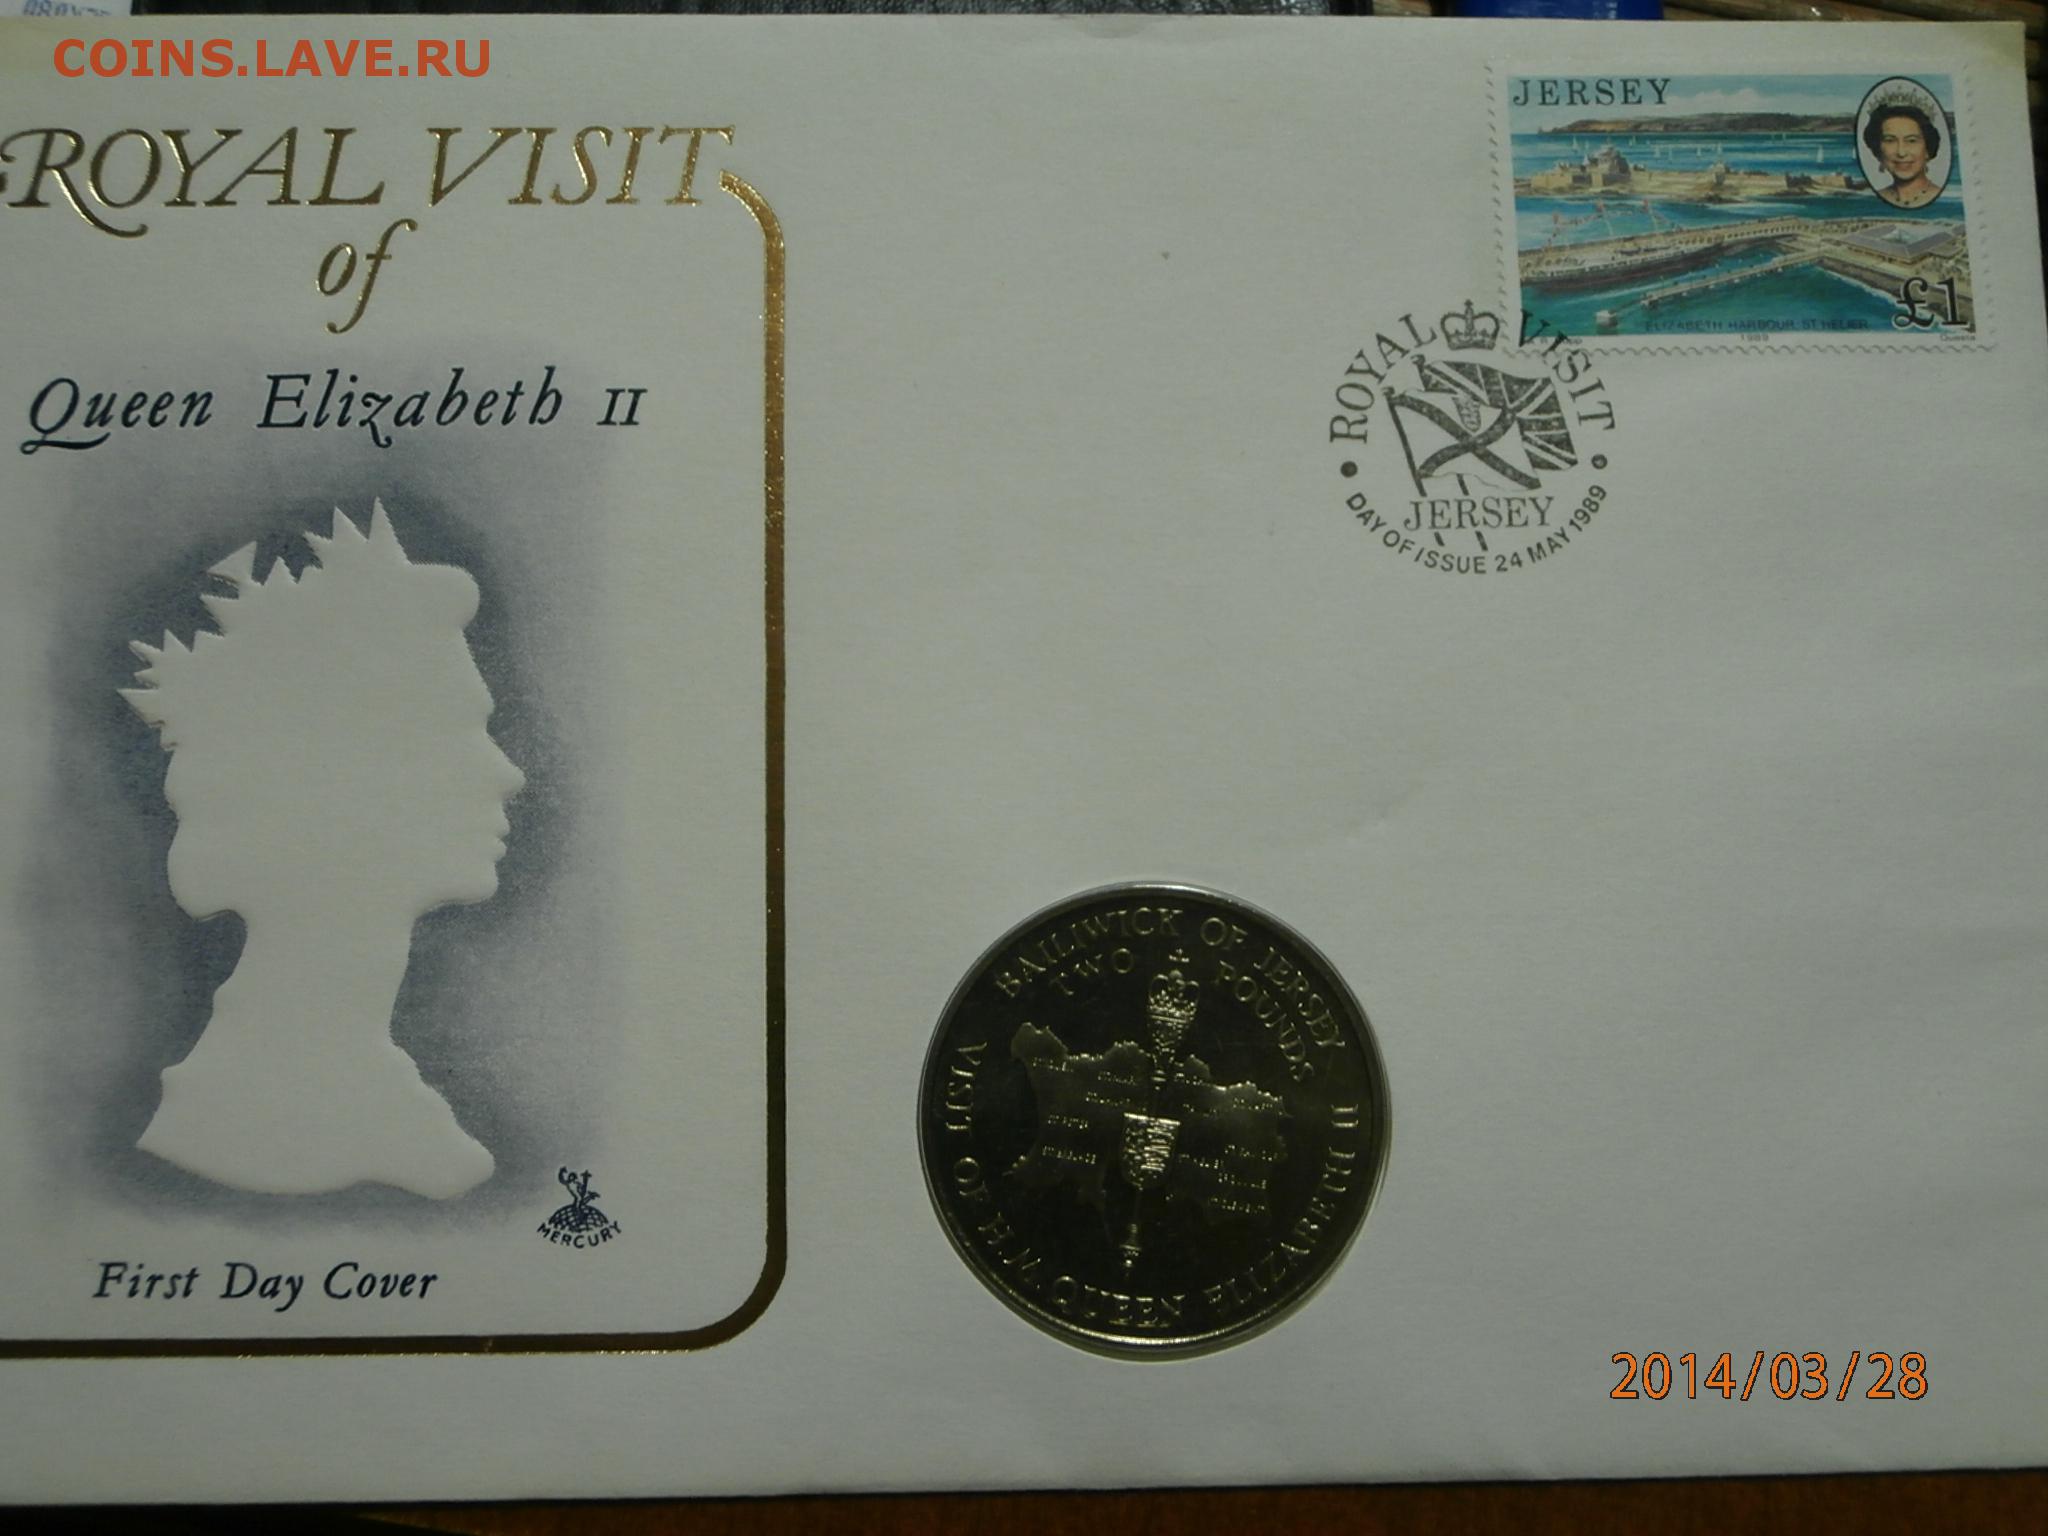 COINS.LAVE.RU
ROYAL VISIT
of
Queen Elizabeth II
MERCURY
First Day Cover
JERSEY
£1
ELIZABETH HARBOUR, ST HELIER
1989
Questa
ROYAL VISIT
JERSEY
DAY OF ISSUE 24 MAY 1989
BAILIWICK OF JERSEY
TWO POUNDS
VISIT OF H.M. QUEEN ELIZABETH II
2014/03/28